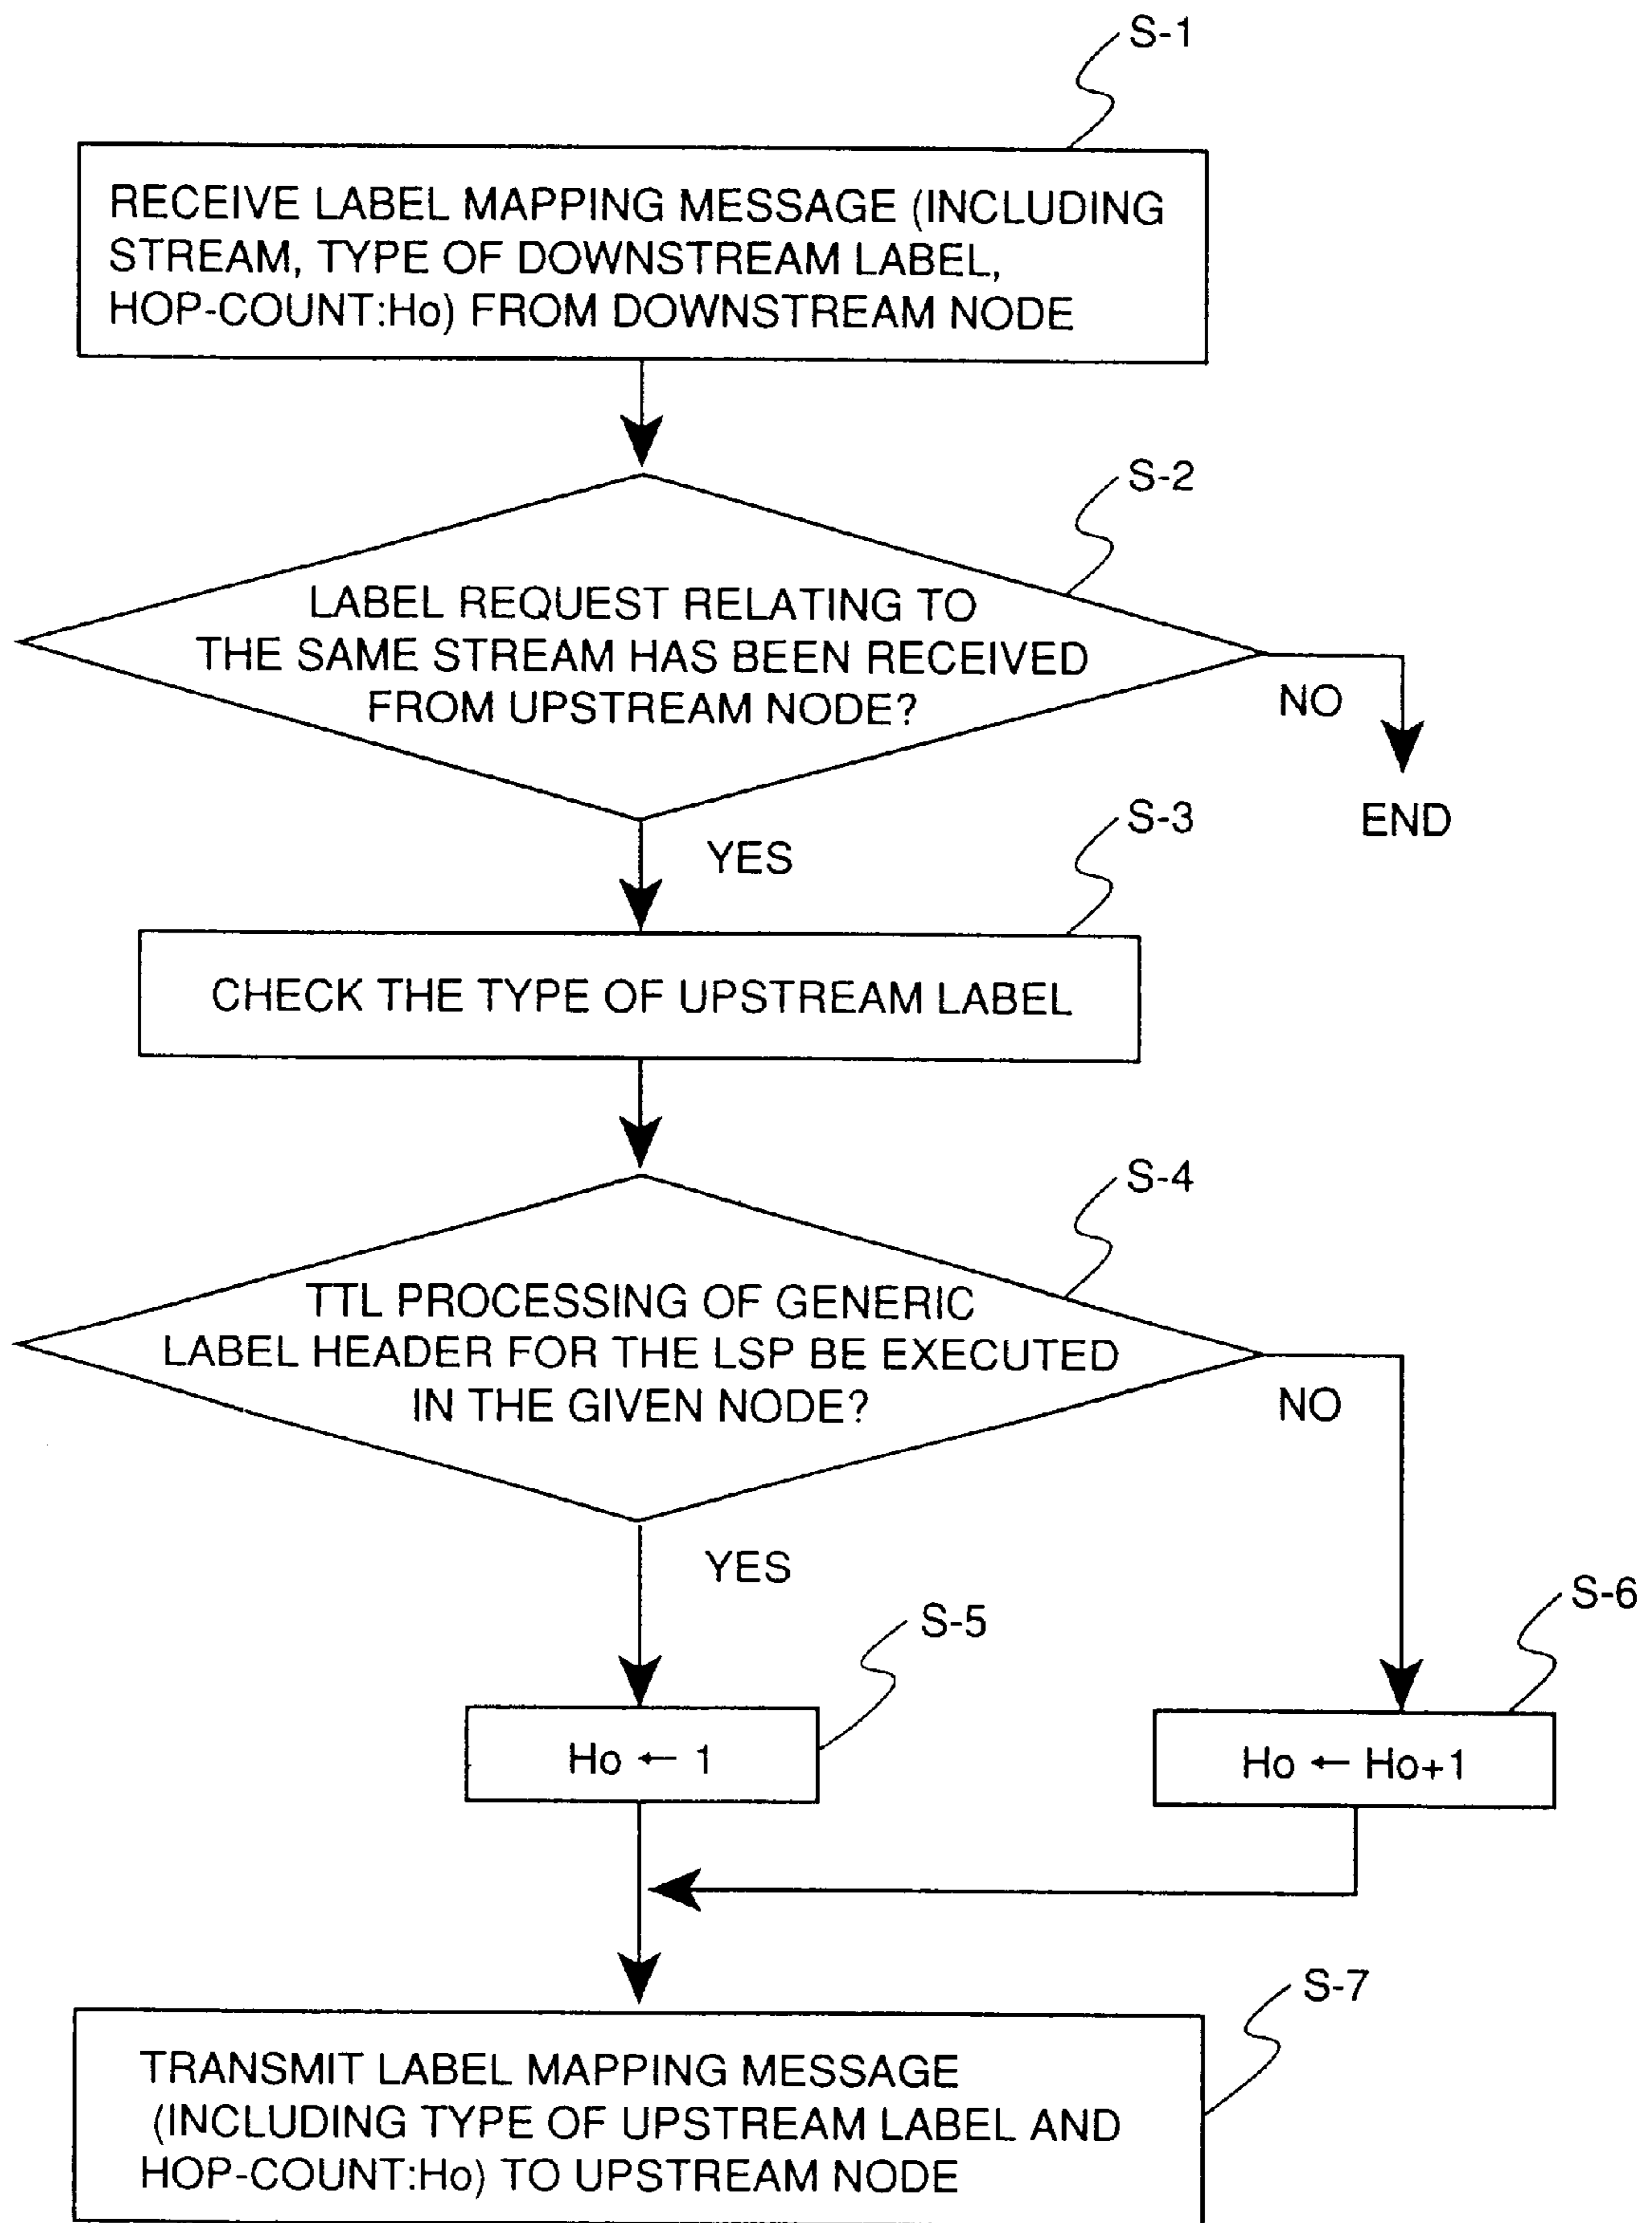 S-1
RECEIVE LABEL MAPPING MESSAGE (INCLUDING
STREAM, TYPE OF DOWNSTREAM LABEL,
HOP-COUNT:Ho) FROM DOWNSTREAM NODE
S-2
LABEL REQUEST RELATING TO
THE SAME STREAM HAS BEEN RECEIVED
FROM UPSTREAM NODE?
NO
END
YES
S-3
CHECK THE TYPE OF UPSTREAM LABEL
S-4
TTL PROCESSING OF GENERIC
LABEL HEADER FOR THE LSP BE EXECUTED
IN THE GIVEN NODE?
NO
YES
S-5
Ho ← 1
S-6
Ho ← Ho+1
S-7
TRANSMIT LABEL MAPPING MESSAGE
(INCLUDING TYPE OF UPSTREAM LABEL AND
HOP-COUNT:Ho) TO UPSTREAM NODE